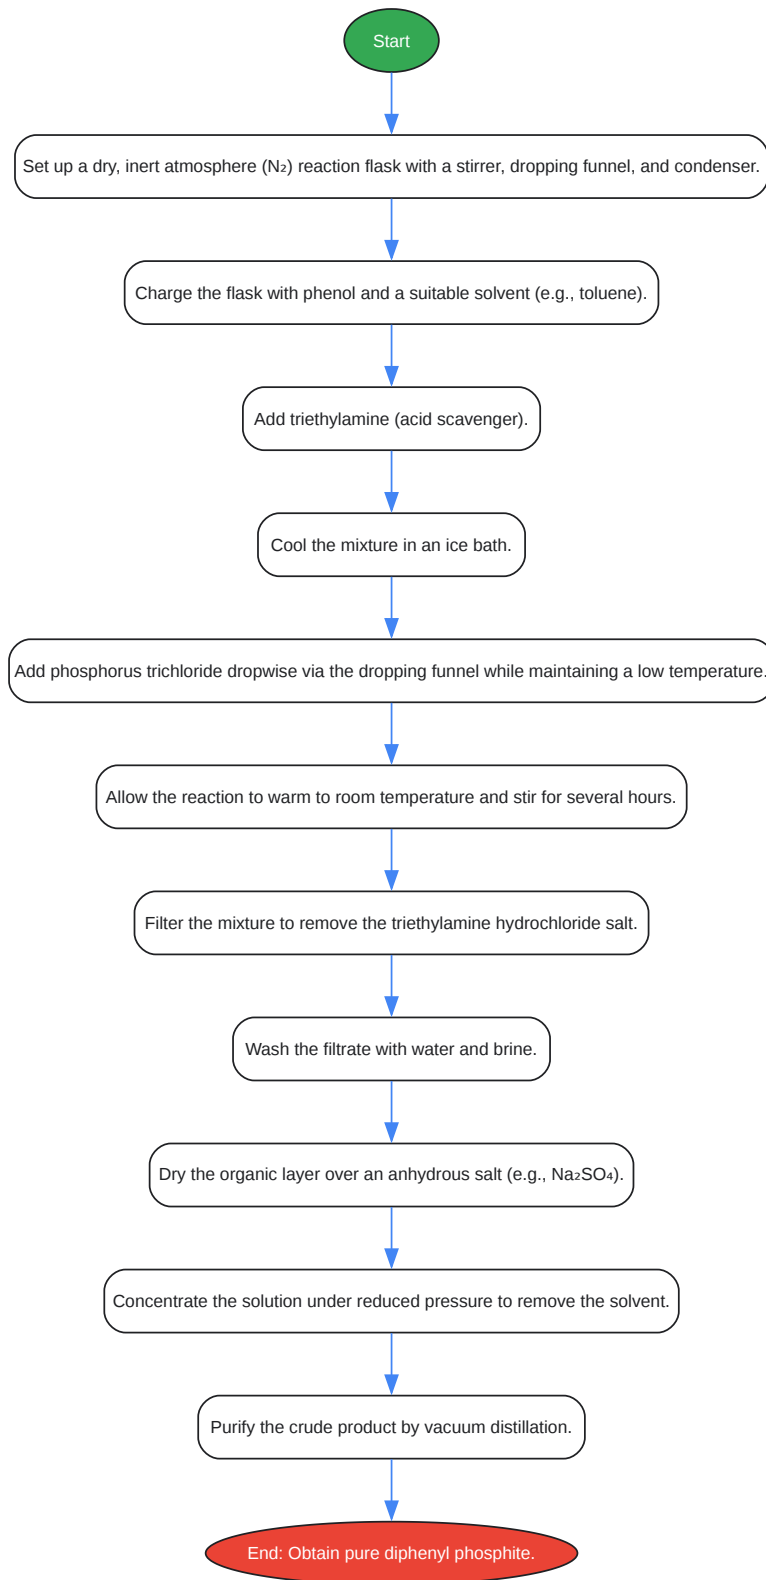 Start
Set up a dry, inert atmosphere (N₂) reaction flask with a stirrer, dropping funnel, and condenser.
Charge the flask with phenol and a suitable solvent (e.g., toluene).
Add triethylamine (acid scavenger).
Cool the mixture in an ice bath.
Add phosphorus trichloride dropwise via the dropping funnel while maintaining a low temperature.
Allow the reaction to warm to room temperature and stir for several hours.
Filter the mixture to remove the triethylamine hydrochloride salt.
Wash the filtrate with water and brine.
Dry the organic layer over an anhydrous salt (e.g., Na₂SO₄).
Concentrate the solution under reduced pressure to remove the solvent.
Purify the crude product by vacuum distillation.
End: Obtain pure diphenyl phosphite.